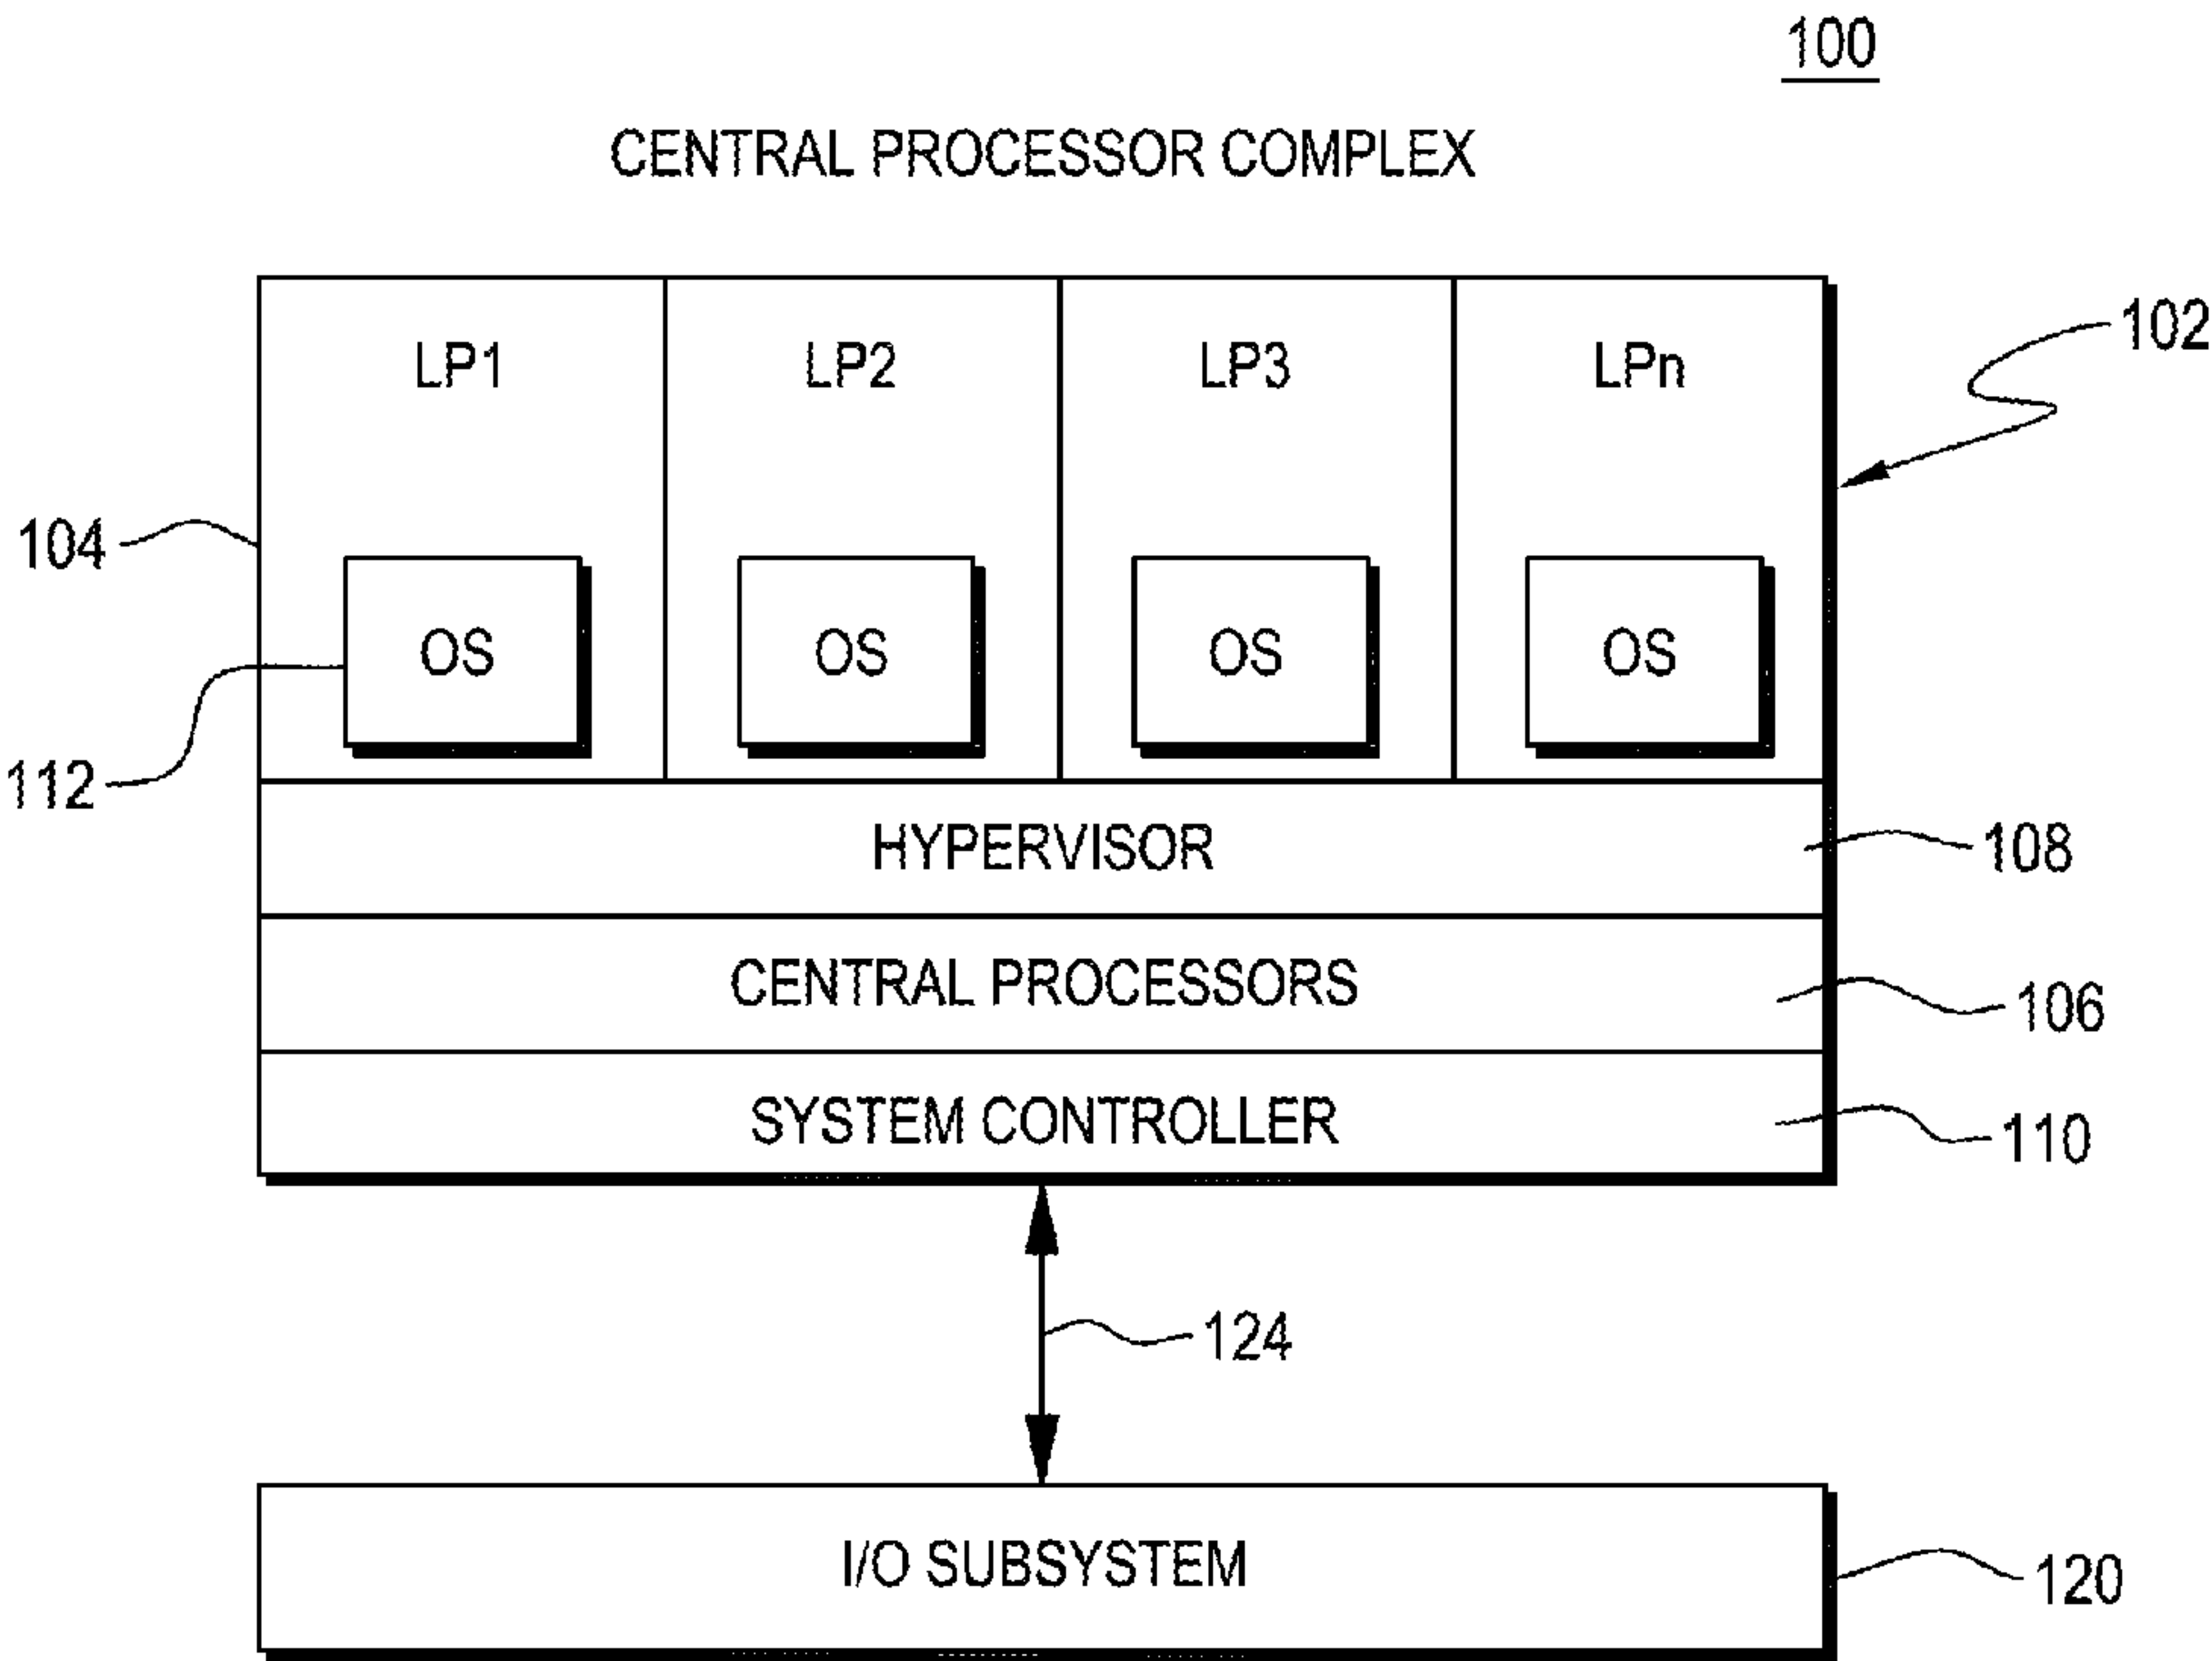 100
CENTRAL PROCESSOR COMPLEX
LP1 LP2 LP3 LPn
102
104
OS OS OS OS
112
HYPERVISOR
108
CENTRAL PROCESSORS
106
SYSTEM CONTROLLER
110
124
I/O SUBSYSTEM
120